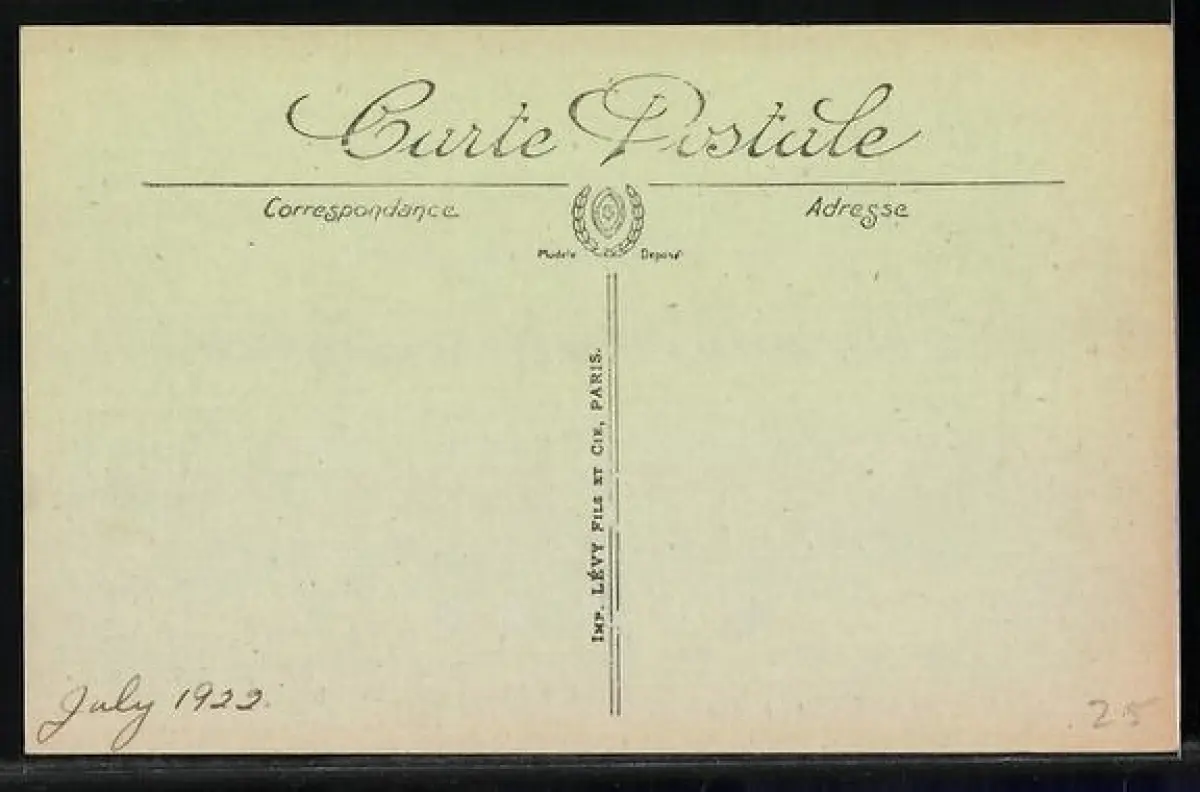 Carte Postale
Correspondance
Adresse
Modèle Déposé
IMP. LÉVY FILS ET CIE, PARIS.
July 1922.
25